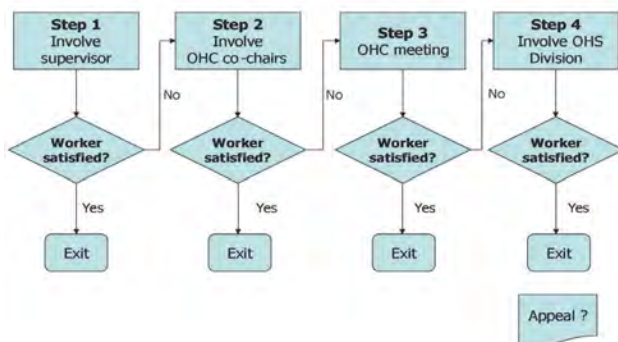 Step 1
Involve
supervisor
Step 2
Involve
OHC co-chairs
Step 3
OHC meeting
Step 4
Involve OHS
Division
No
No
No
Worker
satisfied?
Worker
satisfied?
Worker
satisfied?
Worker
satisfied?
Yes
Yes
Yes
Yes
Exit
Exit
Exit
Exit
Appeal ?